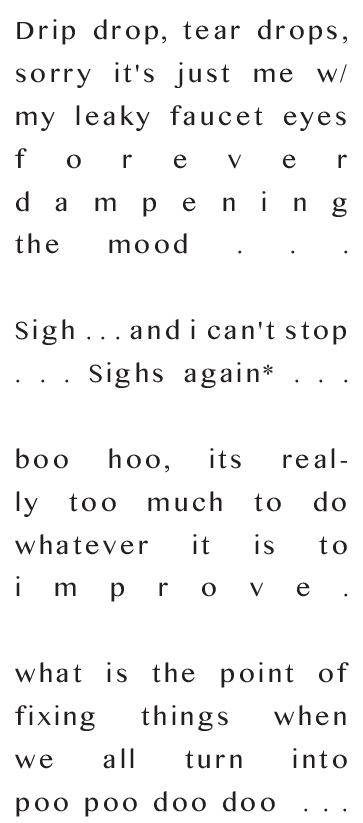 Drip drop, tear drops,
sorry it's just me w/
my leaky faucet eyes
f o r e v e r
d a m p e n i n g
the mood . . .
Sigh . . . and i can't stop
. . . Sighs again* . . .
boo hoo, its real-
ly too much to do
whatever it is to
i m p r o v e .
what is the point of
fixing things when
we all turn into
poo poo doo doo . . .